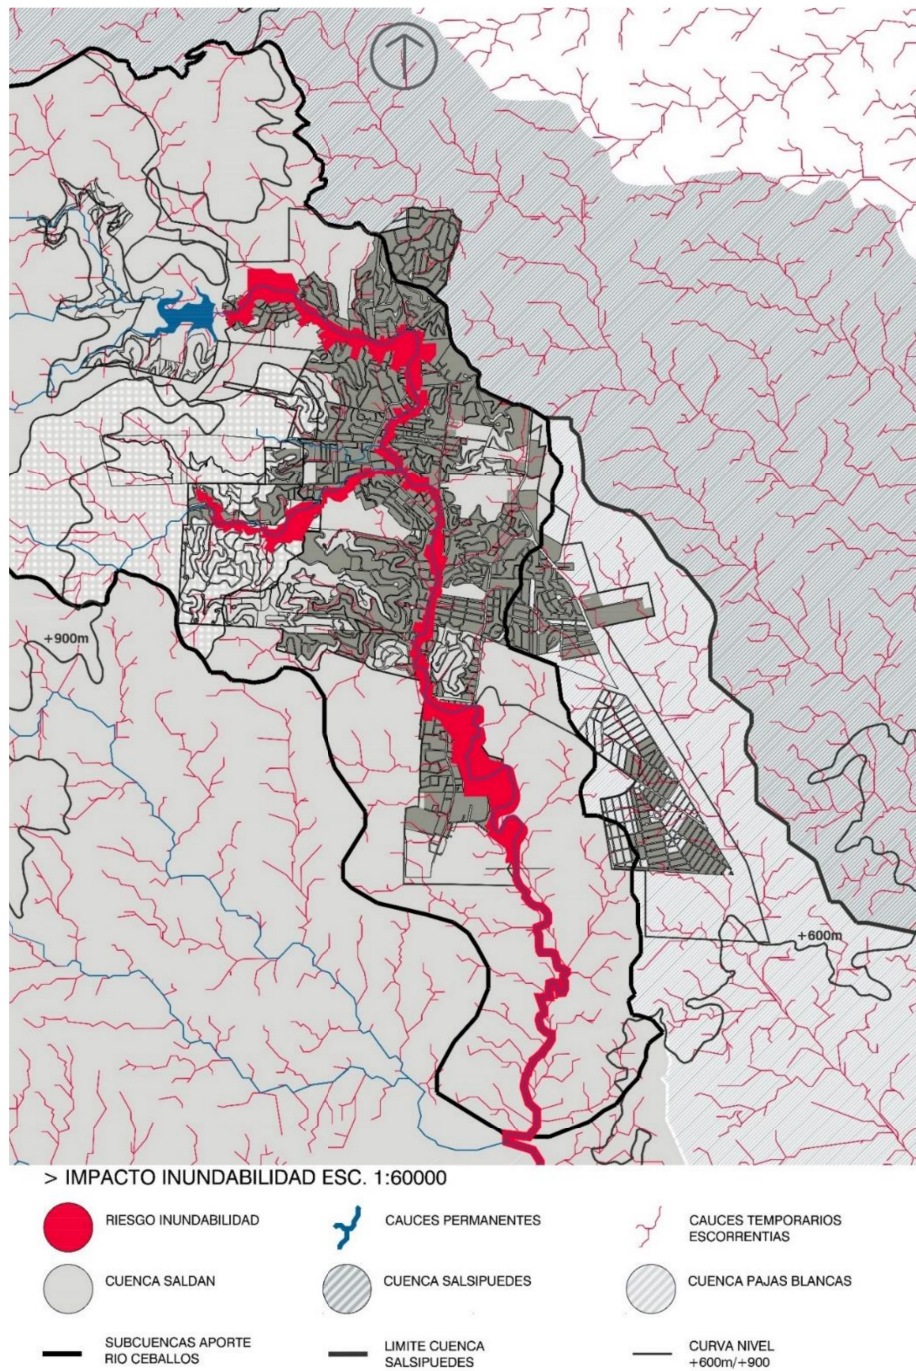 +900m
+600m
> IMPACTO INUNDABILIDAD ESC. 1:60000
RIESGO INUNDABILIDAD
CAUCES PERMANENTES
CAUCES TEMPORARIOS
ESCORRENTIAS
CUENCA SALDAN
CUENCA SALSIPUEDES
CUENCA PAJAS BLANCAS
SUBCUENCAS APORTE
RIO CEBALLOS
LIMITE CUENCA
SALSIPUEDES
CURVA NIVEL
+600m/+900